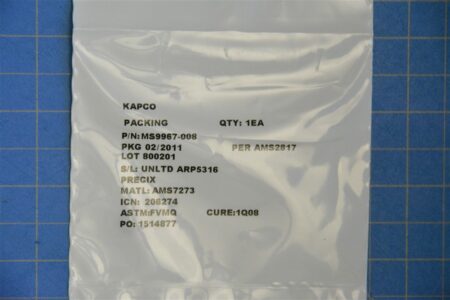 KAPCO
PACKING QTY: 1EA
P/N: MS9967-008
PKG 02/2011 PER AMS2817
LOT 800201
S/L: UNLTD ARP5316
PRECIX
MATL: AMS7273
ICN: 206274
ASTM:FVMQ CURE:1Q08
PO: 1514877